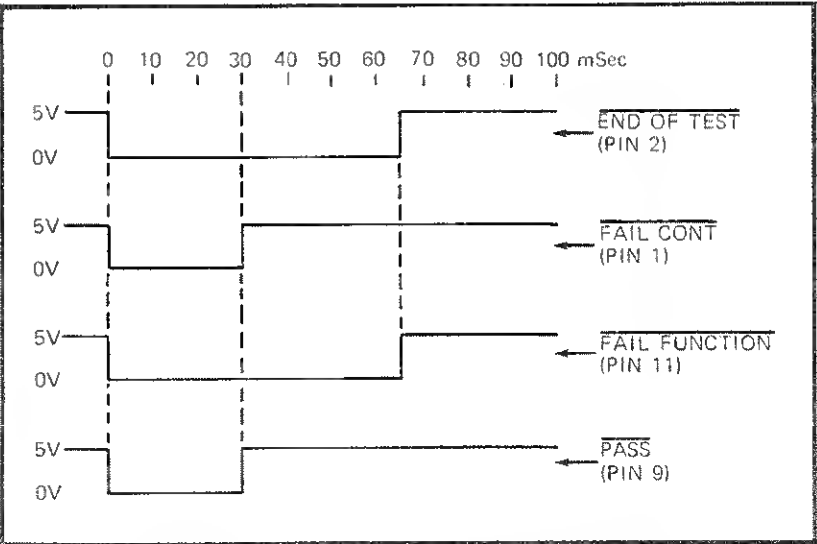 0 10 20 30 40 50 60 70 80 90 100 mSec
5V
0V
END OF TEST
(PIN 2)
5V
0V
FAIL CONT
(PIN 1)
5V
0V
FAIL FUNCTION
(PIN 11)
5V
0V
PASS
(PIN 9)